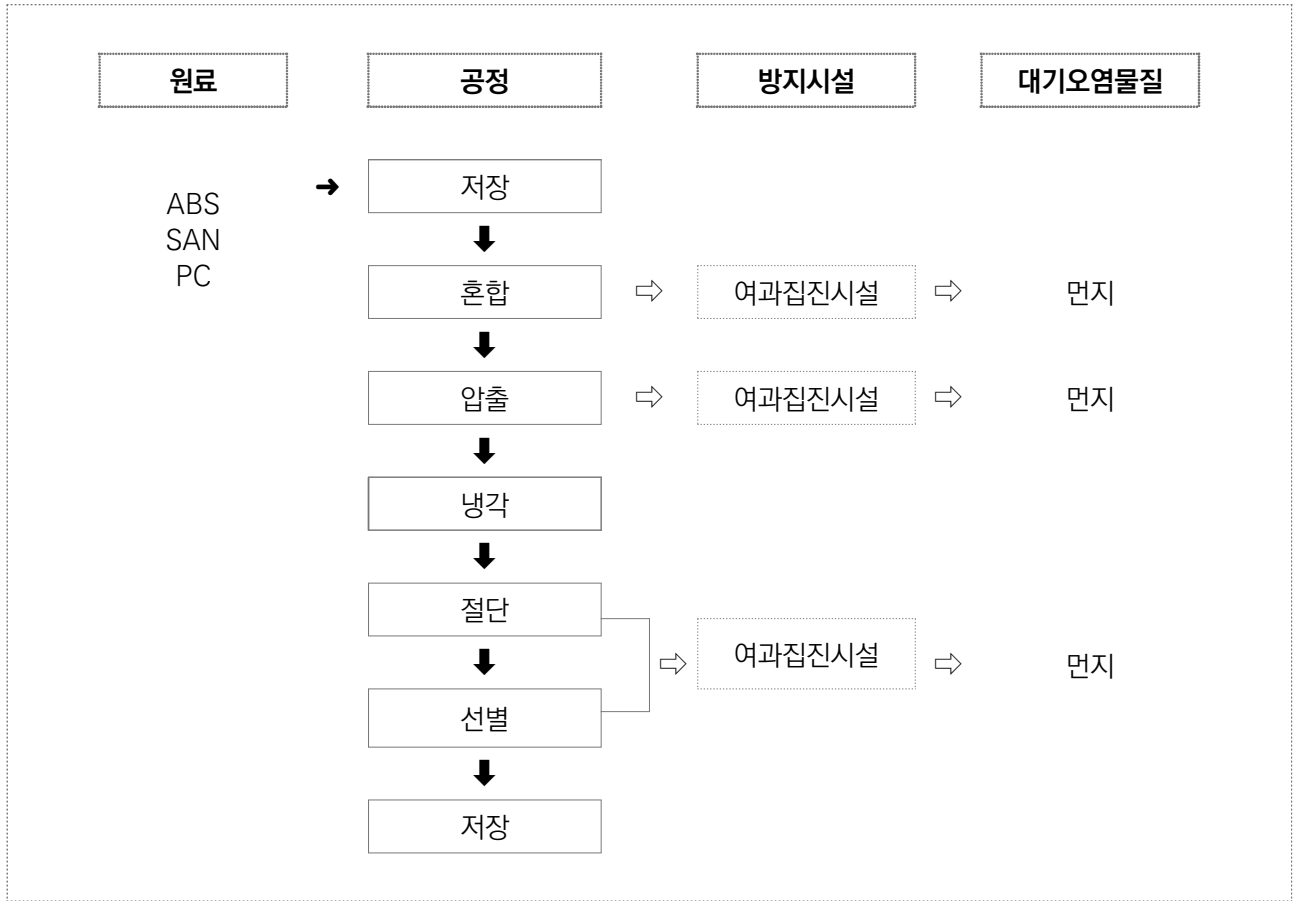 원료 공정 방지시설 대기오염물질
저장
ABS
SAN
PC
혼합 여과집진시설 먼지
압출 여과집진시설 먼지
냉각
절단
여과집진시설 먼지
선별
저장